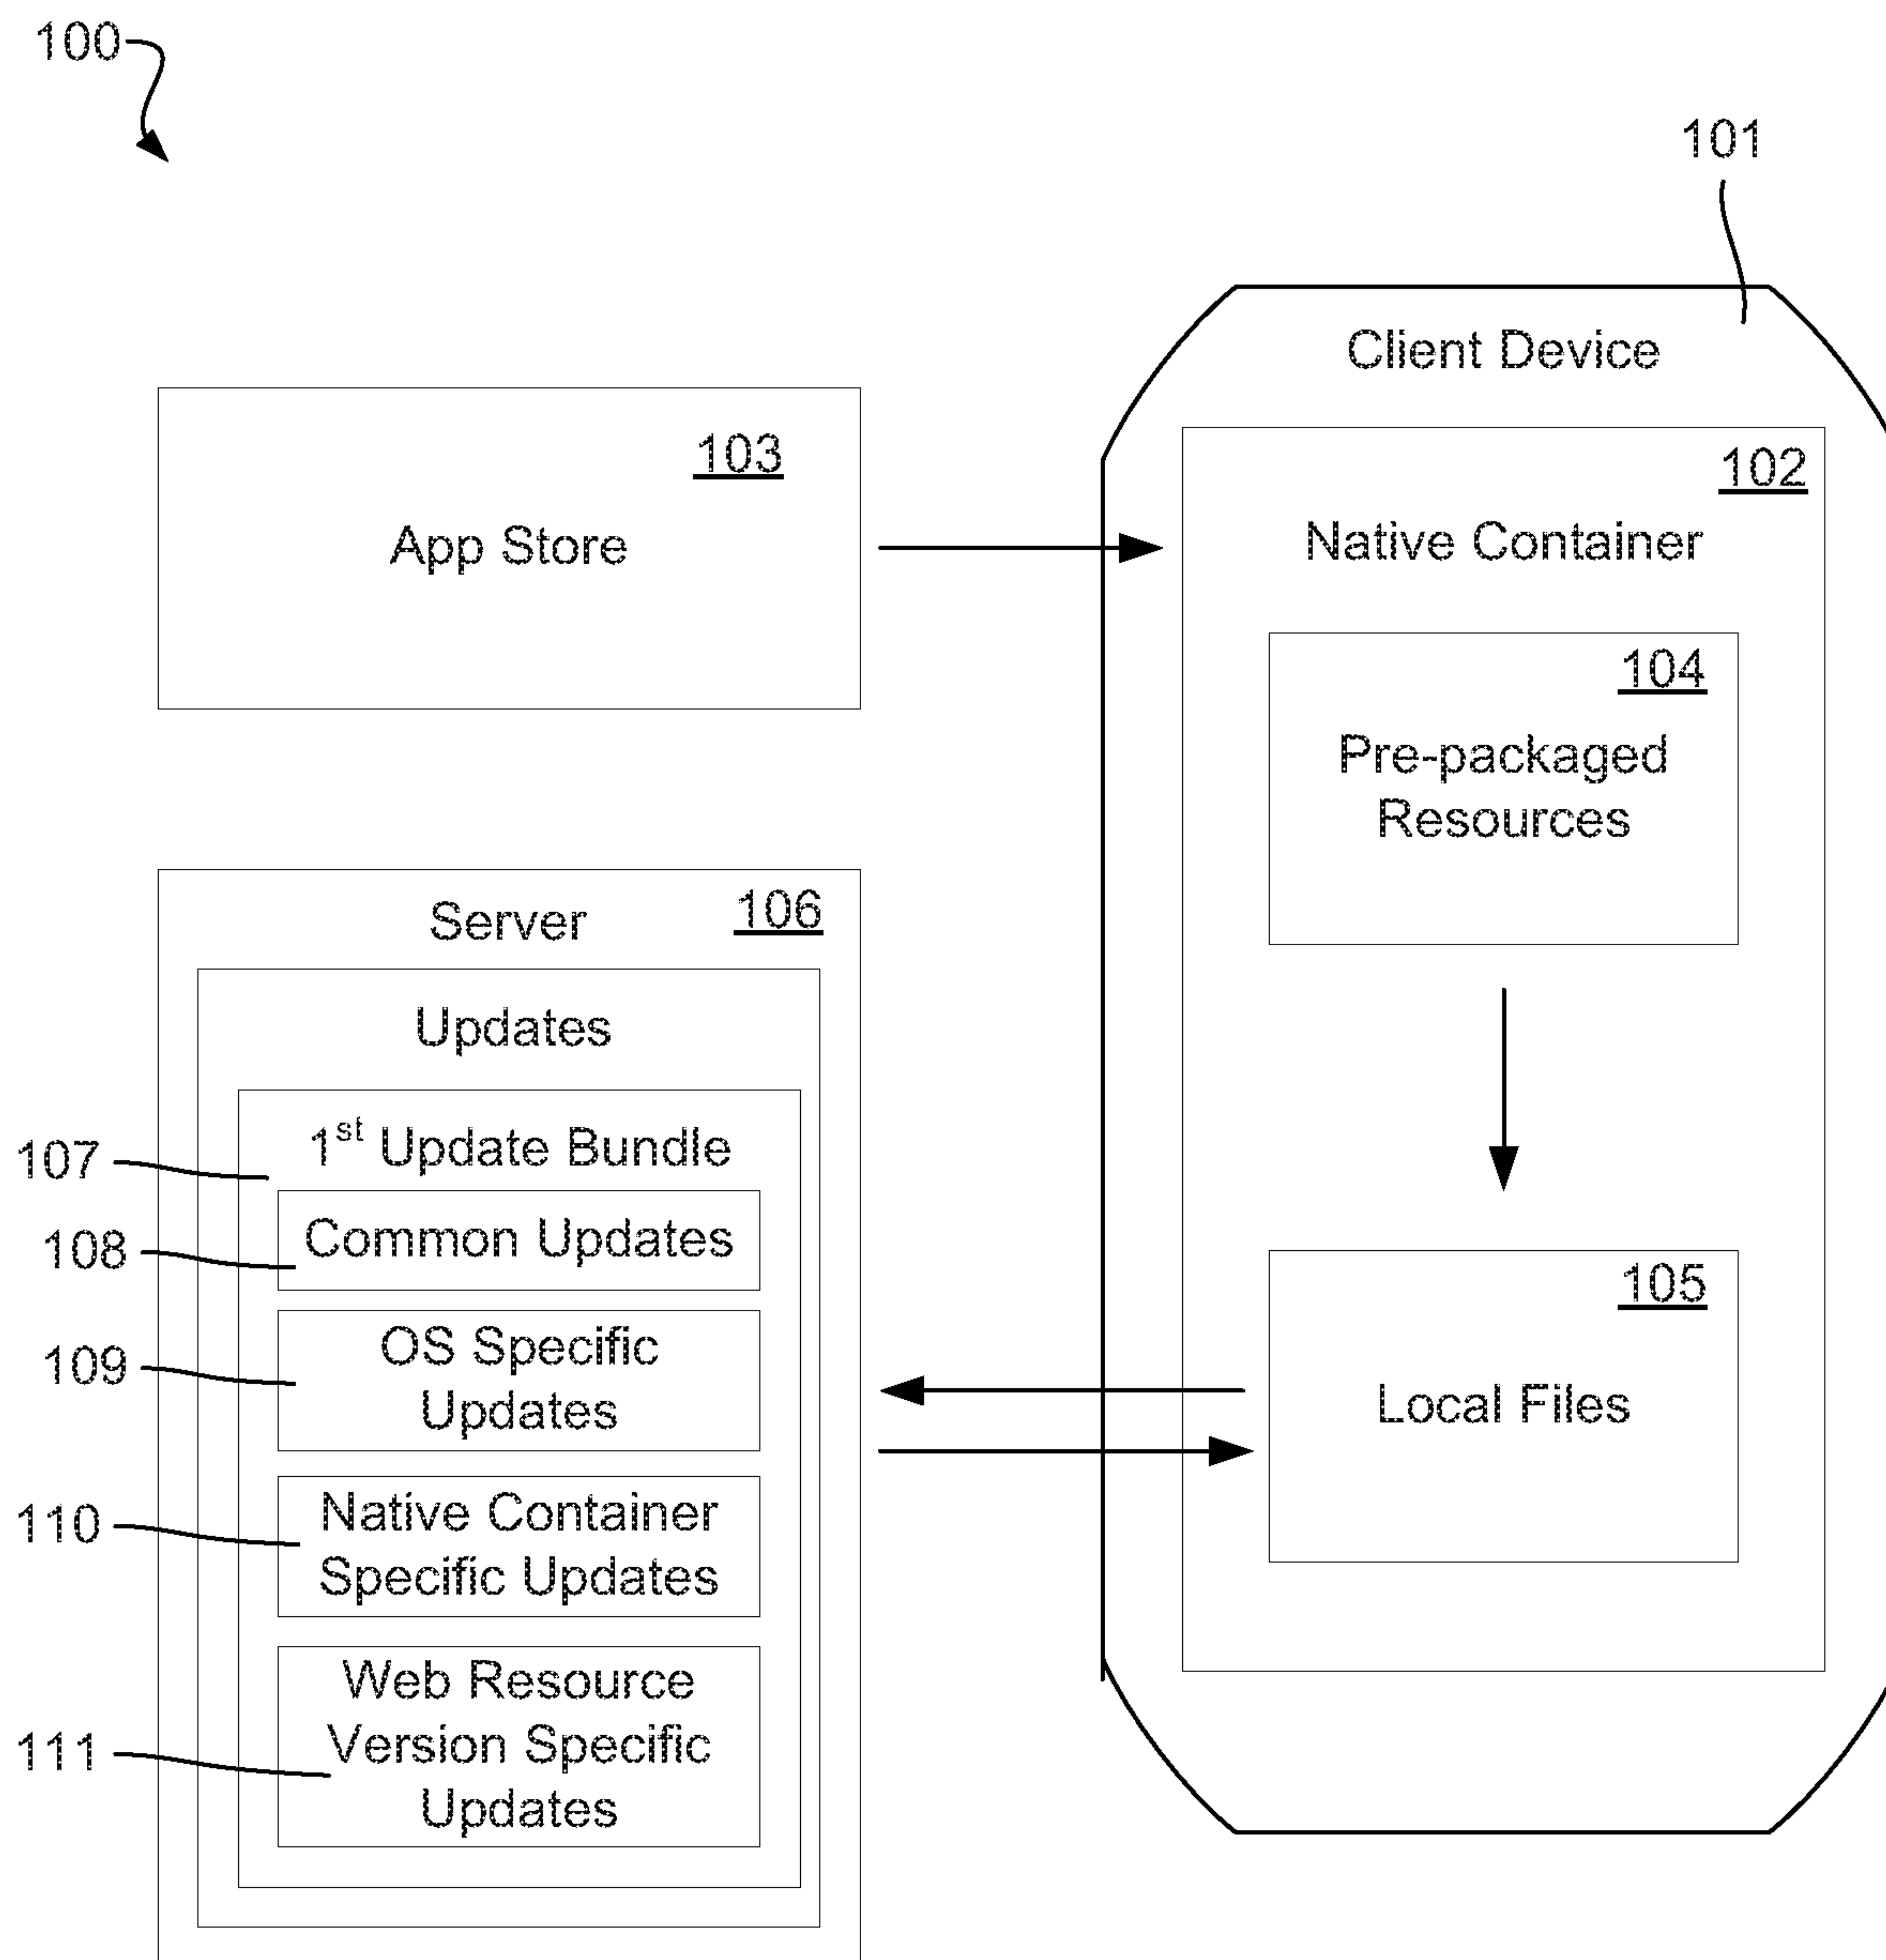 100
101
Client Device
103
App Store
102
Native Container
104
Pre-packaged
Resources
106
Server
Updates
107
1st Update Bundle
108
Common Updates
109
OS Specific
Updates
110
Native Container
Specific Updates
111
Web Resource
Version Specific
Updates
105
Local Files